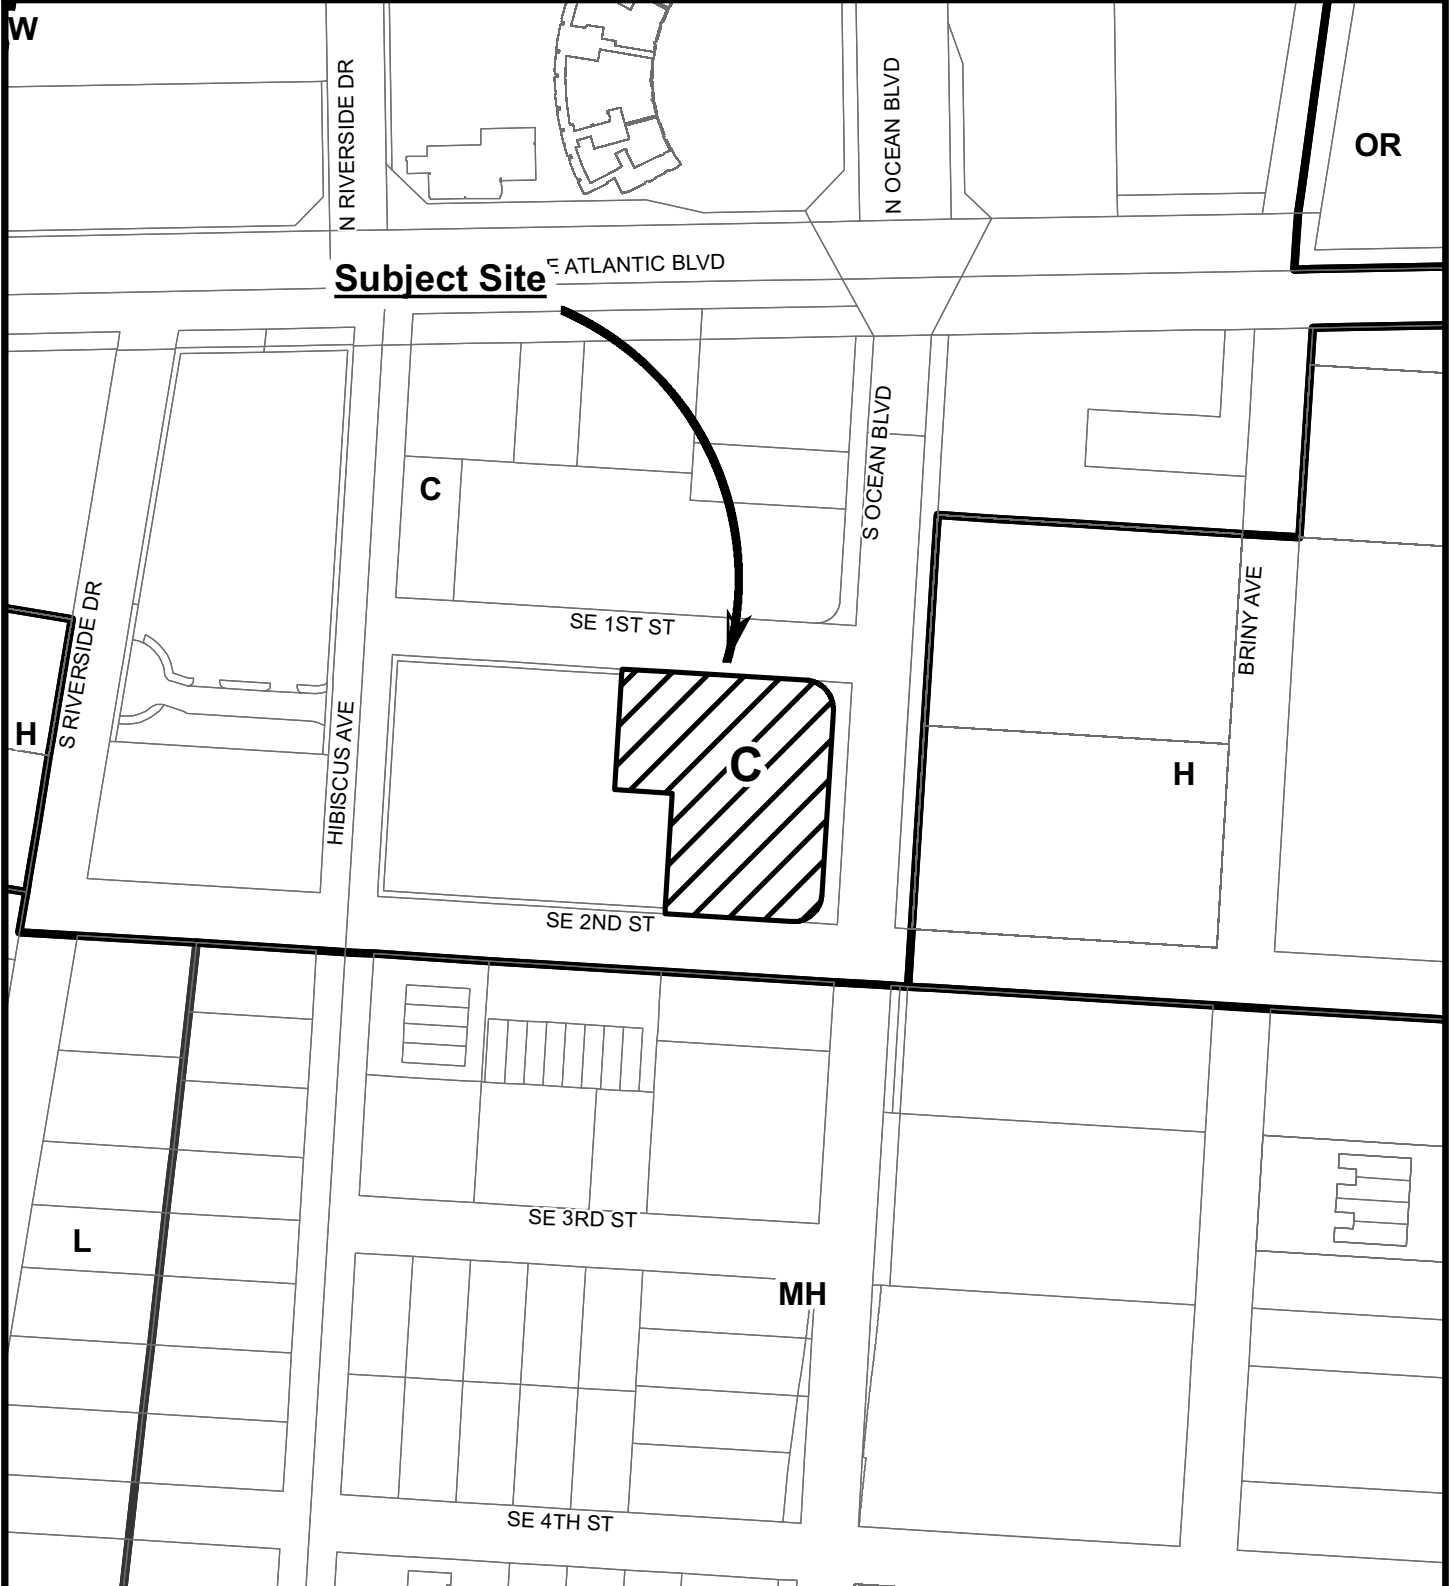 W
N RIVERSIDE DR
N OCEAN BLVD
OR
E ATLANTIC BLVD
Subject Site
S OCEAN BLVD
C
SE 1ST ST
BRINY AVE
S RIVERSIDE DR
H
HIBISCUS AVE
C
H
SE 2ND ST
SE 3RD ST
L
MH
SE 4TH ST